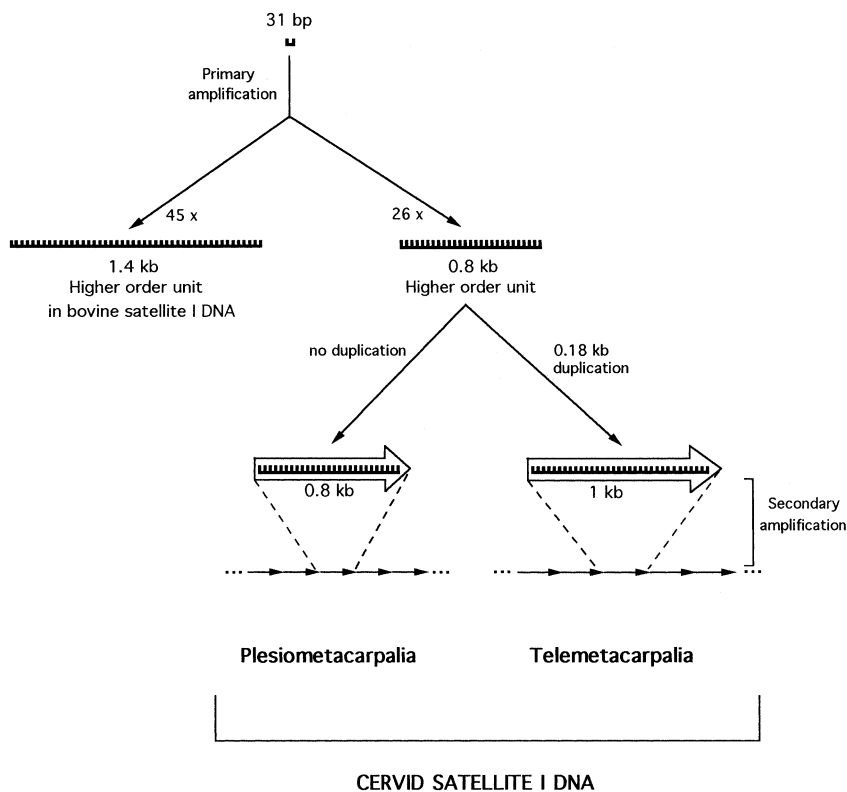 31 bp
Primary
amplification
45 x
26 x
1.4 kb
Higher order unit
in bovine satellite I DNA
0.8 kb
Higher order unit
no duplication
0.18 kb
duplication
0.8 kb
1 kb
Secondary
amplification
Plesiometacarpalia
Telemetacarpalia
CERVID SATELLITE I DNA